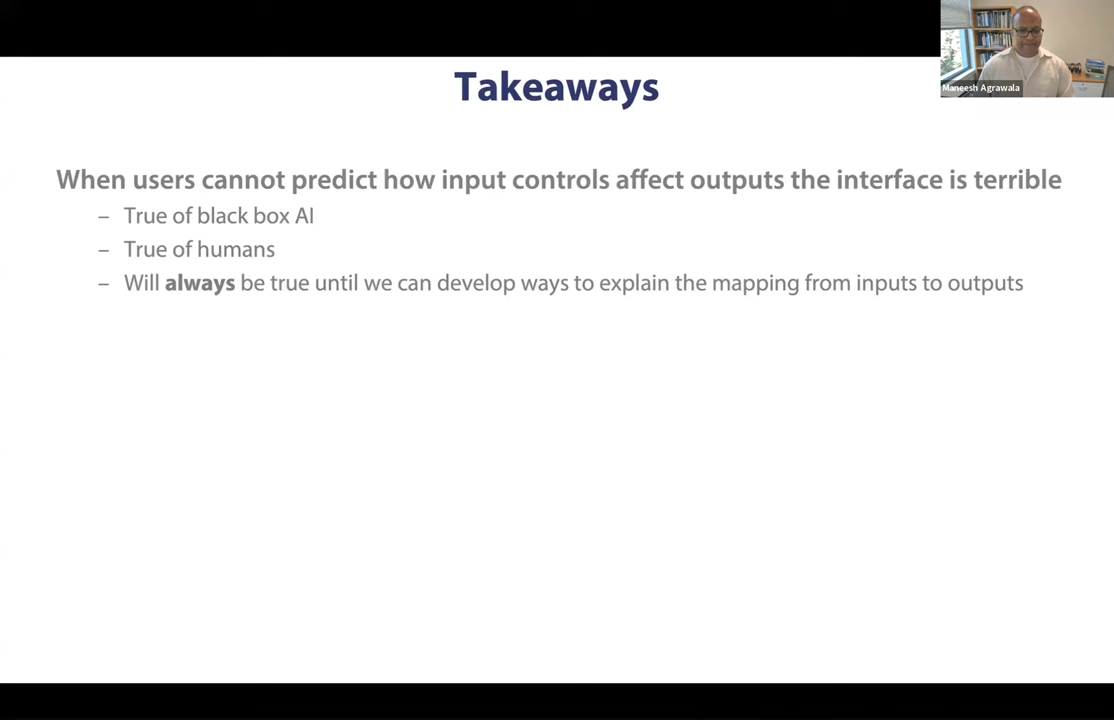 Takeaways
Maneesh Agrawala
When users cannot predict how input controls affect outputs the interface is terrible
– True of black box AI
– True of humans
– Will always be true until we can develop ways to explain the mapping from inputs to outputs